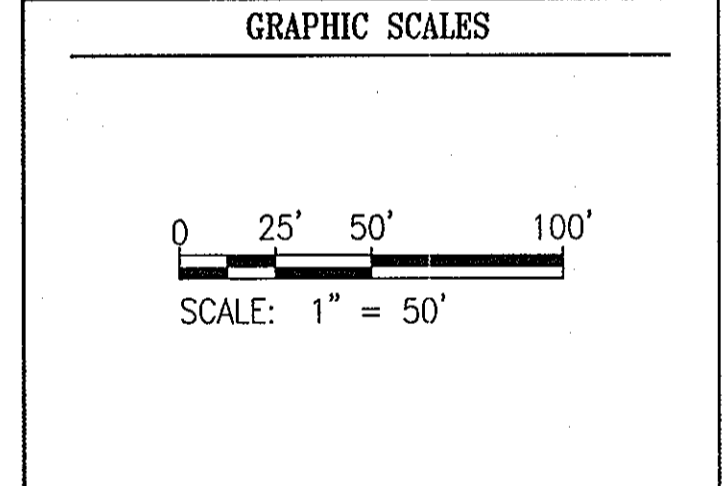 GRAPHIC SCALES
0 25' 50' 100'
SCALE: 1" = 50'